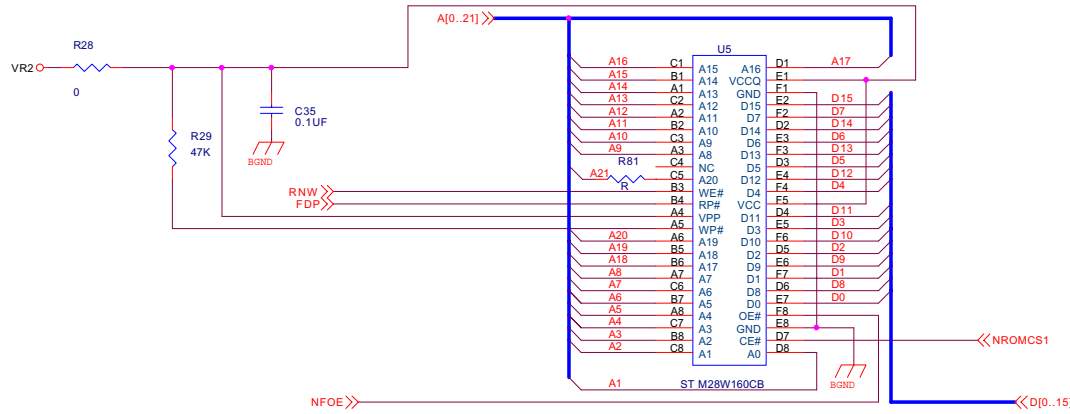 A[0..21]
R28
VR2
0
C35
0.1UF
BGND
R29
47K
U5
A16 C1 A15 A16 D1 A17
A15 B1 A14 VCCQ E1
A14 A1 A13 GND F1
A13 C2 A12 D15 E2 D15
A12 A2 A11 D7 F2 D7
A11 B2 A10 D14 D2 D14
A10 C3 A9 D6 E3 D6
A9 A3 A8 D13 F3 D13
C4 NC D5 D3 D5
R81
A21 R C5 A20 D12 E4 D12
RNW B3 WE# D4 F4 D4
FDP B4 RP# VCC F5
A4 VPP D11 D4 D11
A5 WP# D3 E5 D3
A20 A6 A19 D10 F6 D10
A19 B5 A18 D2 D5 D2
A18 B6 A17 D9 E6 D9
A8 A7 A7 D1 F7 D1
A7 C6 A6 D8 D6 D8
A6 B7 A5 D0 E7 D0
A5 A8 A4 OE# F8
A4 C7 A3 GND E8
A3 B8 A2 CE# D7 NROMCS1
A2 C8 A1 A0 D8
BGND
A1
ST M28W160CB
NFOE
D[0..15]